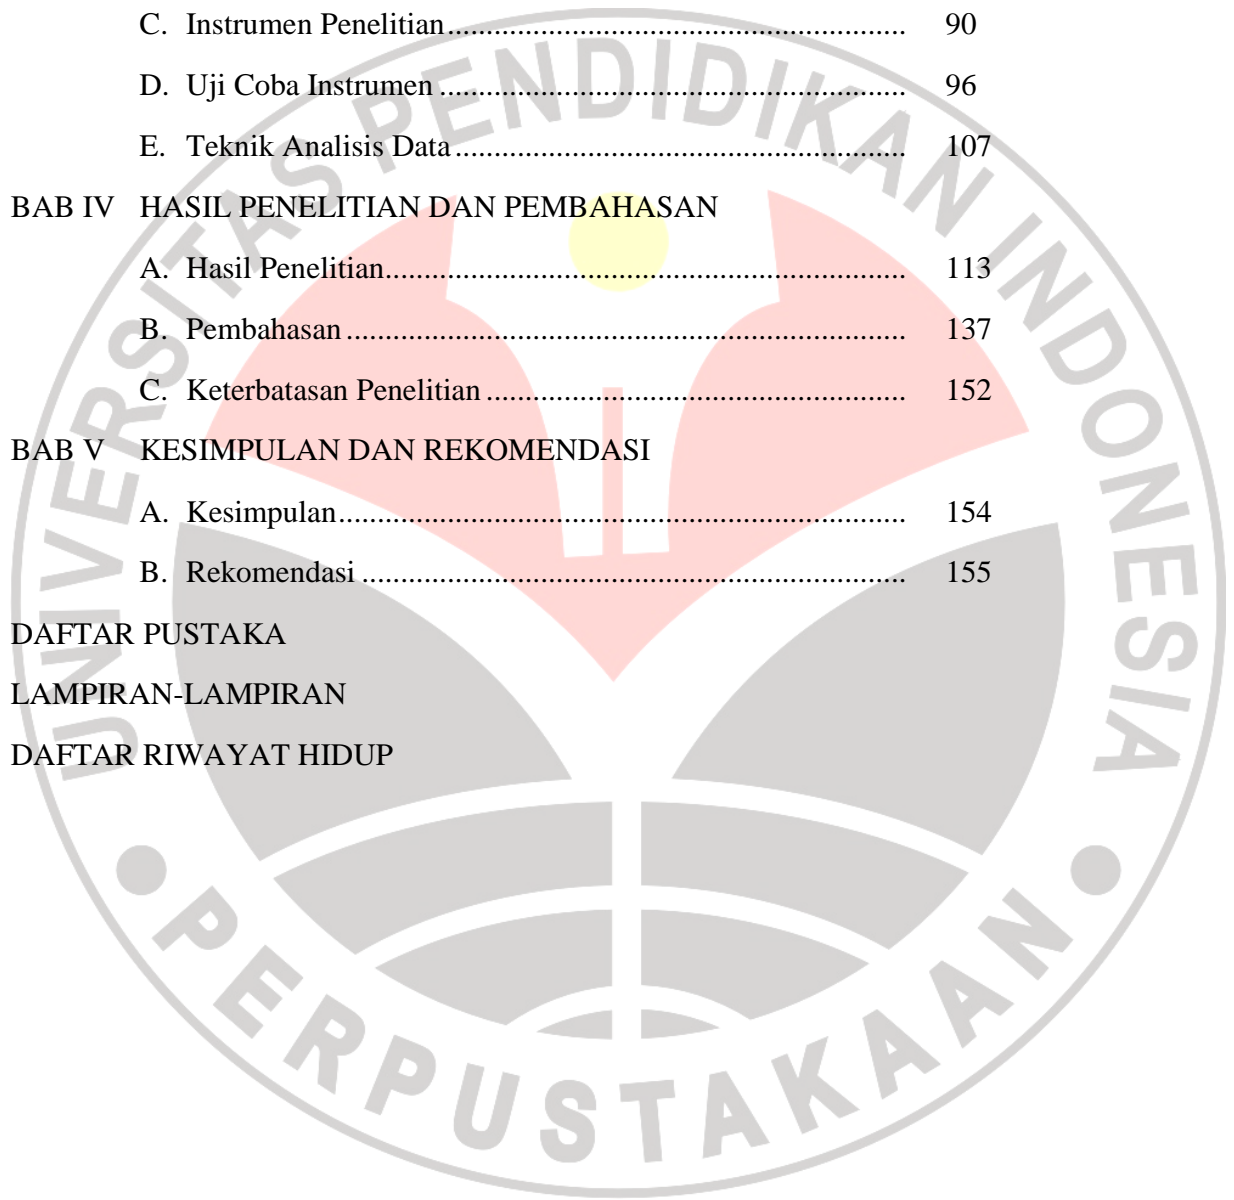 C. Instrumen Penelitian............................................................ 90
D. Uji Coba Instrumen ............................................................ 96
E. Teknik Analisis Data ........................................................... 107
BAB IV HASIL PENELITIAN DAN PEMBAHASAN
A. Hasil Penelitian.................................................................... 113
B. Pembahasan ........................................................................ 137
C. Keterbatasan Penelitian ...................................................... 152
BAB V KESIMPULAN DAN REKOMENDASI
A. Kesimpulan......................................................................... 154
B. Rekomendasi ...................................................................... 155
DAFTAR PUSTAKA
LAMPIRAN-LAMPIRAN
DAFTAR RIWAYAT HIDUP
UNIVERSITAS PENDIDIKAN INDONESIA
PERPUSTAKAAN